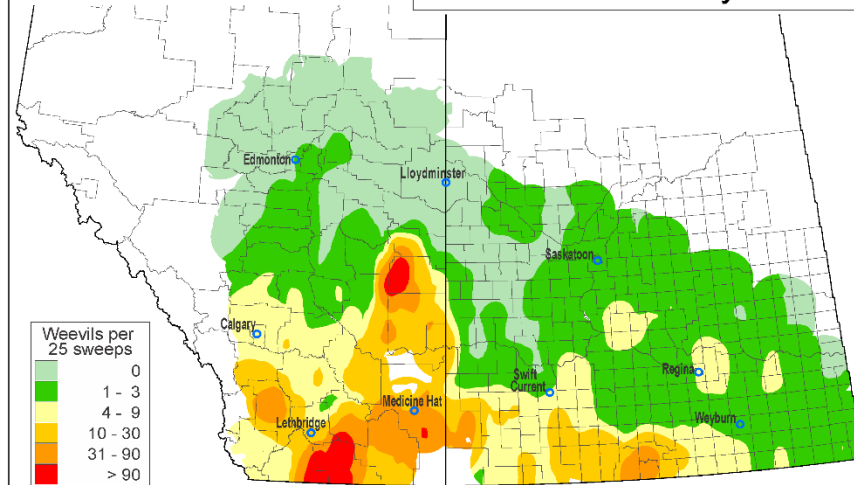 Edmonton
Lloydminster
Saskatoon
Calgary
Weevils per
25 sweeps
0
1 - 3
4 - 9
10 - 30
31 - 90
> 90
Swift
Current
Regina
Medicine Hat
Lethbridge
Weyburn